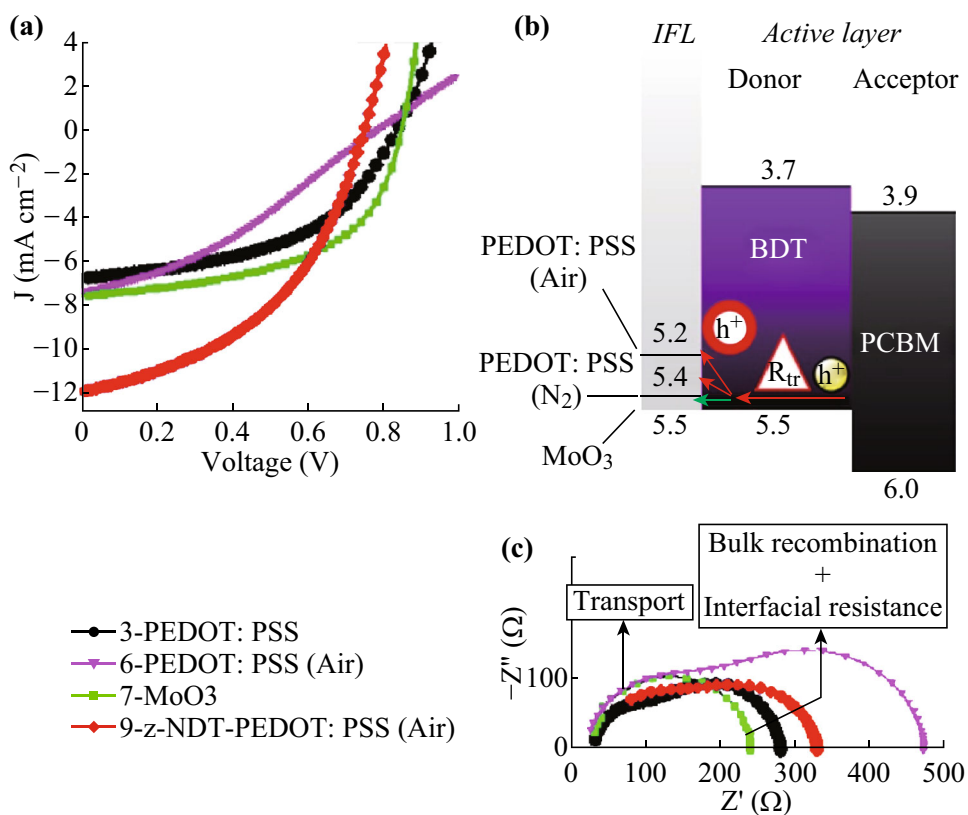 (a)
4
2
0
−2
−4
−6
−8
−10
−12
J (mA cm−2)
0 0.2 0.4 0.6 0.8 1.0
Voltage (V)
(b)
IFL Active layer
Donor Acceptor
3.7
3.9
PEDOT: PSS
(Air)
BDT
h+
5.2
PCBM
PEDOT: PSS
(N2)
5.4
Rtr
h+
5.5 5.5
MoO3
6.0
3-PEDOT: PSS
6-PEDOT: PSS (Air)
7-MoO3
9-z-NDT-PEDOT: PSS (Air)
(c)
Bulk recombination
+
Interfacial resistance
Transport
−Z″ (Ω)
100
0
0 100 200 300 400 500
Z′ (Ω)